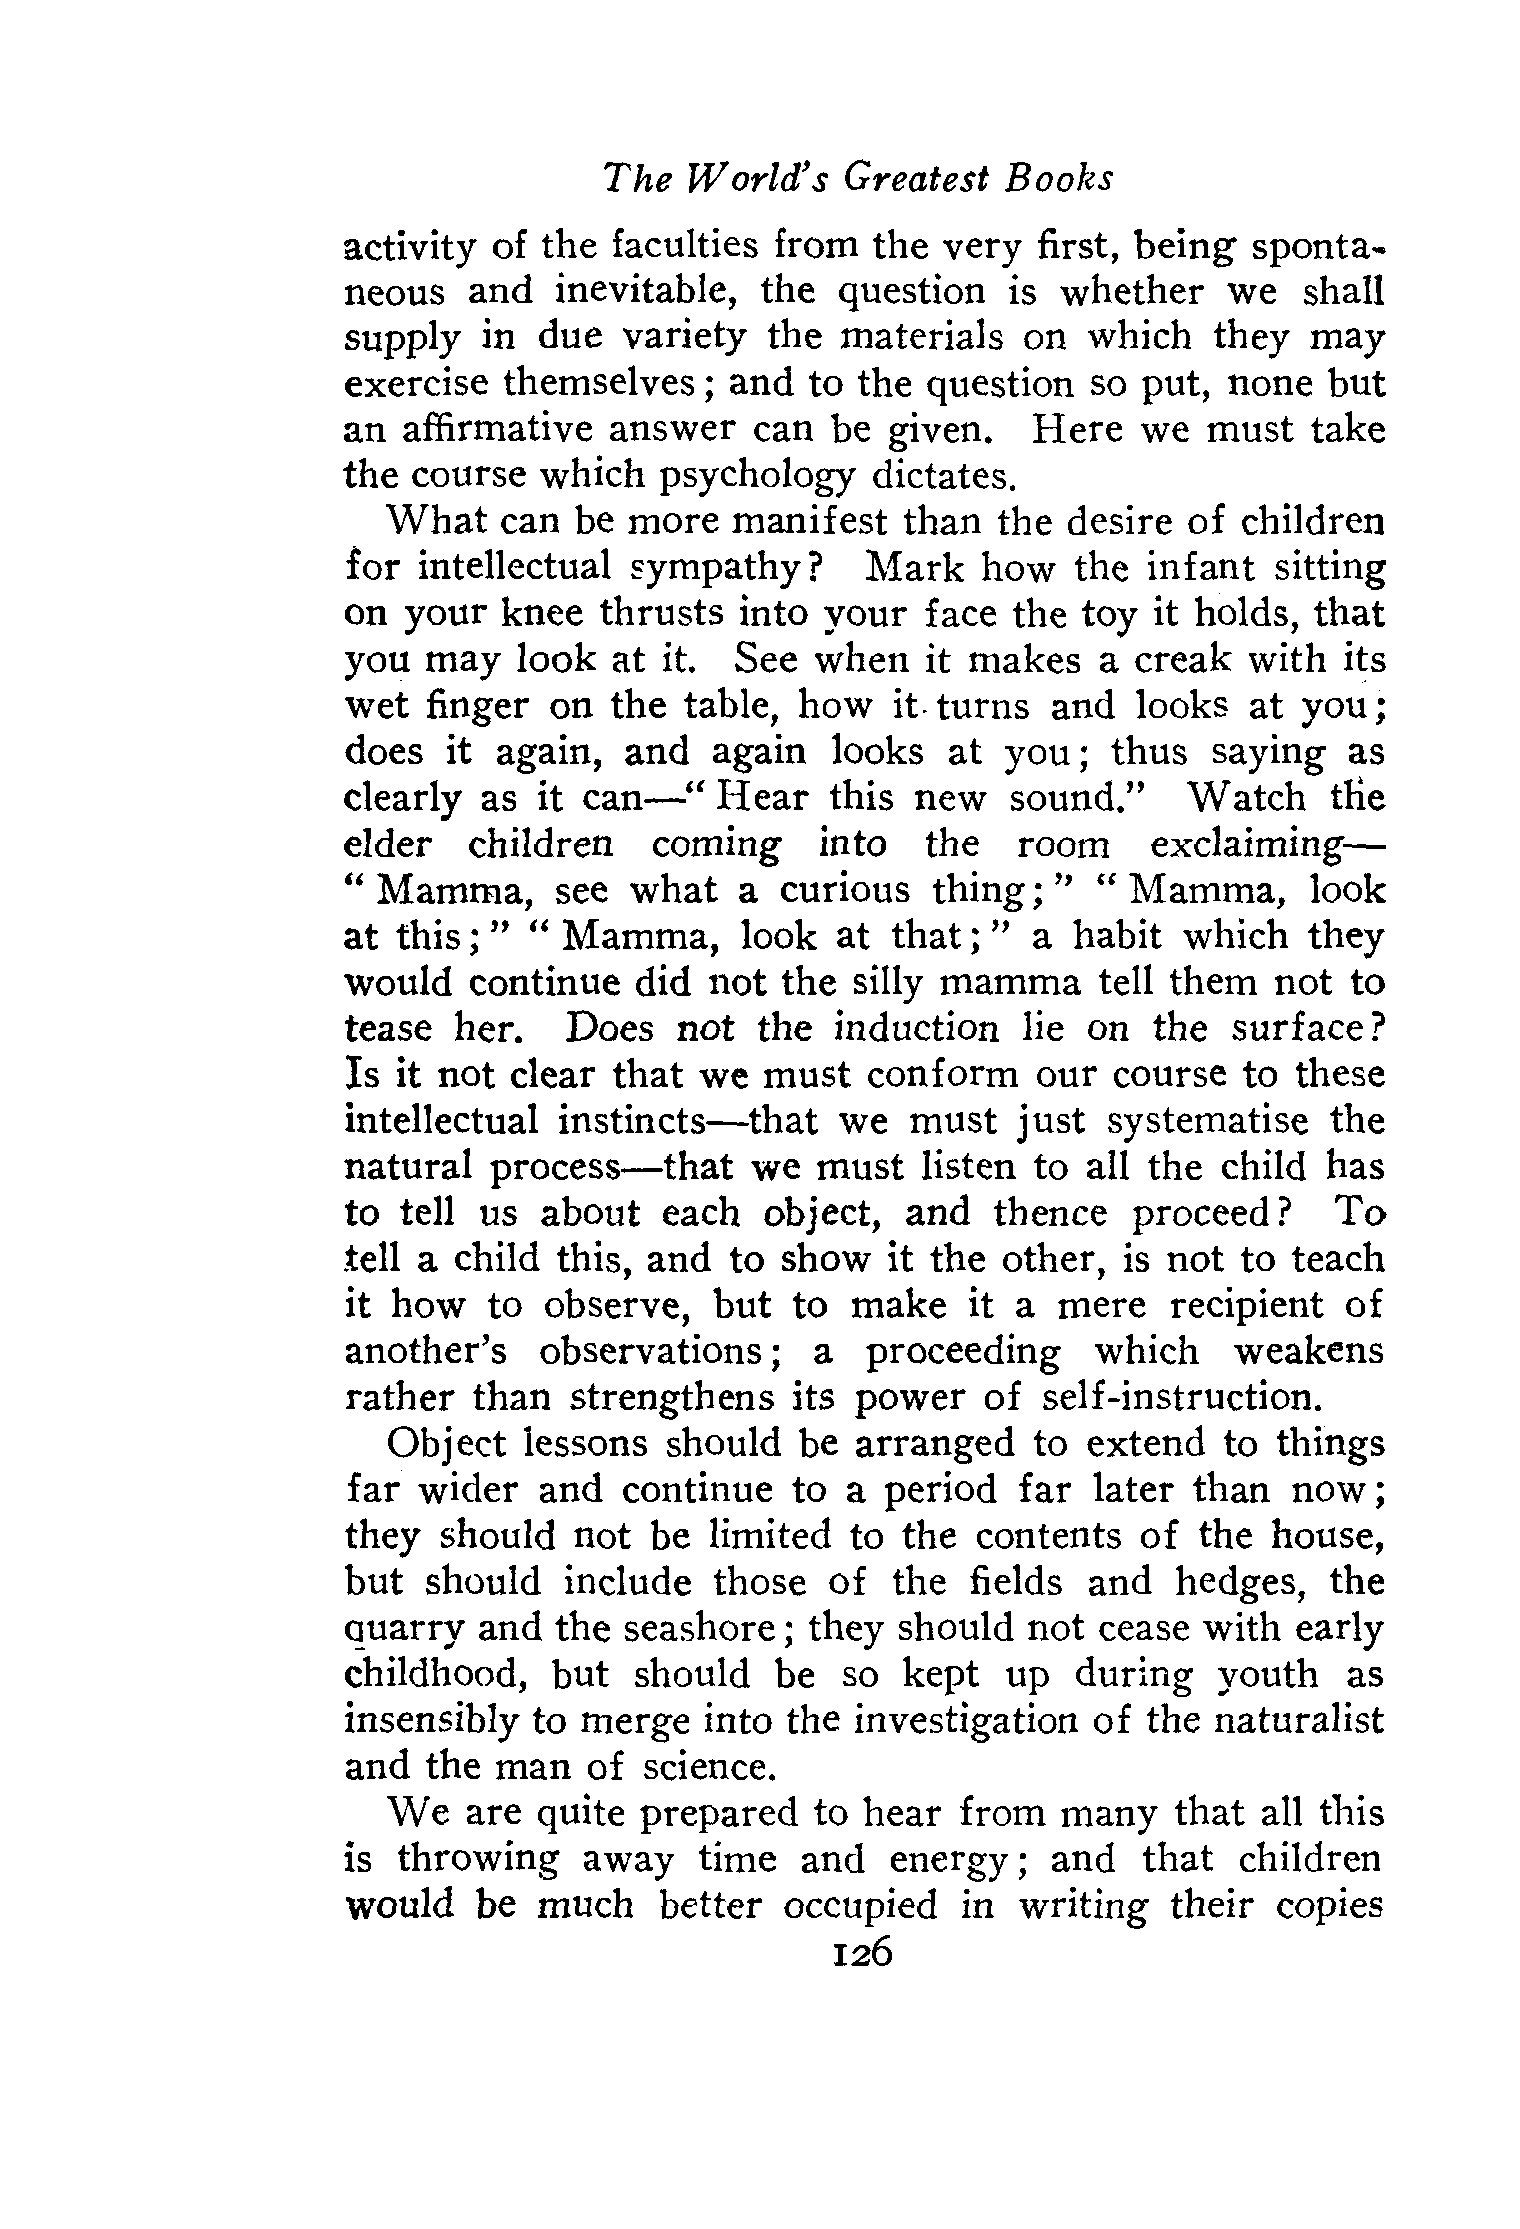 The World's Greatest Books
activity of the faculties from the very first, being sponta-
neous and inevitable, the question is whether we shall
supply in due variety the materials on which they may
exercise themselves; and to the question so put, none but
an affirmative answer can be given. Here we must take
the course which psychology dictates.
What can be more manifest than the desire of children
for intellectual sympathy? Mark how the infant sitting
on your knee thrusts into your face the toy it holds, that
you may look at it. See when it makes a creak with its
wet finger on the table, how it turns and looks at you;
does it again, and again looks at you; thus saying as
clearly as it can—"Hear this new sound." Watch the
elder children coming into the room exclaiming—
"Mamma, see what a curious thing;" "Mamma, look
at this;" "Mamma, look at that;" a habit which they
would continue did not the silly mamma tell them not to
tease her. Does not the induction lie on the surface?
Is it not clear that we must conform our course to these
intellectual instincts—that we must just systematise the
natural process—that we must listen to all the child has
to tell us about each object, and thence proceed? To
tell a child this, and to show it the other, is not to teach
it how to observe, but to make it a mere recipient of
another's observations; a proceeding which weakens
rather than strengthens its power of self-instruction.
Object lessons should be arranged to extend to things
far wider and continue to a period far later than now;
they should not be limited to the contents of the house,
but should include those of the fields and hedges, the
quarry and the seashore; they should not cease with early
childhood, but should be so kept up during youth as
insensibly to merge into the investigation of the naturalist
and the man of science.
We are quite prepared to hear from many that all this
is throwing away time and energy; and that children
would be much better occupied in writing their copies
126